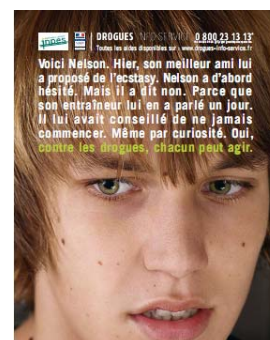 inpes DROGUES INFO SERVICE 0 800 23 13 13*
Toutes les aides disponibles sur : www.drogues-info-service.fr
Voici Nelson. Hier, son meilleur ami lui
a proposé de l'ecstasy. Nelson a d'abord
hésité. Mais il a dit non. Parce que
son entraîneur lui en a parlé un jour.
Il lui avait conseillé de ne jamais
commencer. Même par curiosité. Oui,
contre les drogues, chacun peut agir.